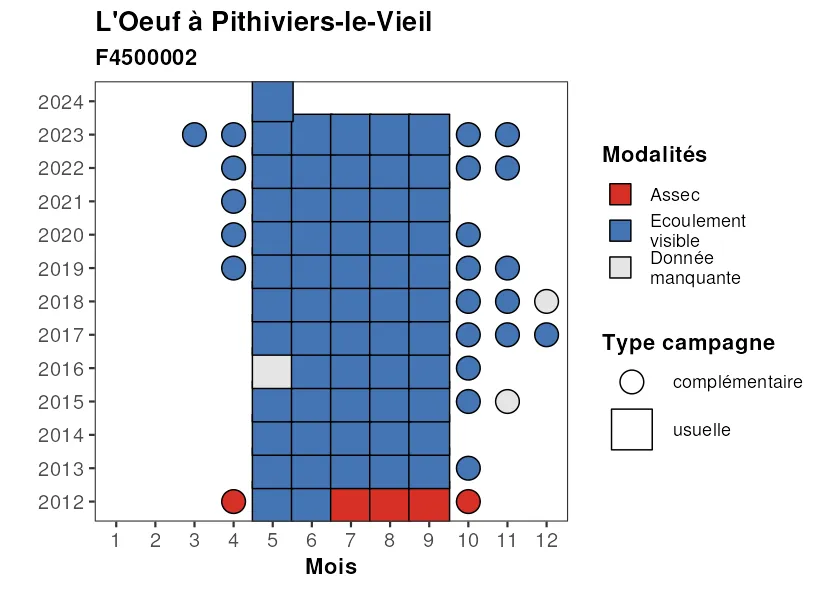 L'Oeuf à Pithiviers-le-Vieil
F4500002
2024
2023
2022
2021
2020
2019
2018
2017
2016
2015
2014
2013
2012
1 2 3 4 5 6 7 8 9 10 11 12
Mois
Modalités
Assec
Ecoulement
visible
Donnée
manquante
Type campagne
complémentaire
usuelle